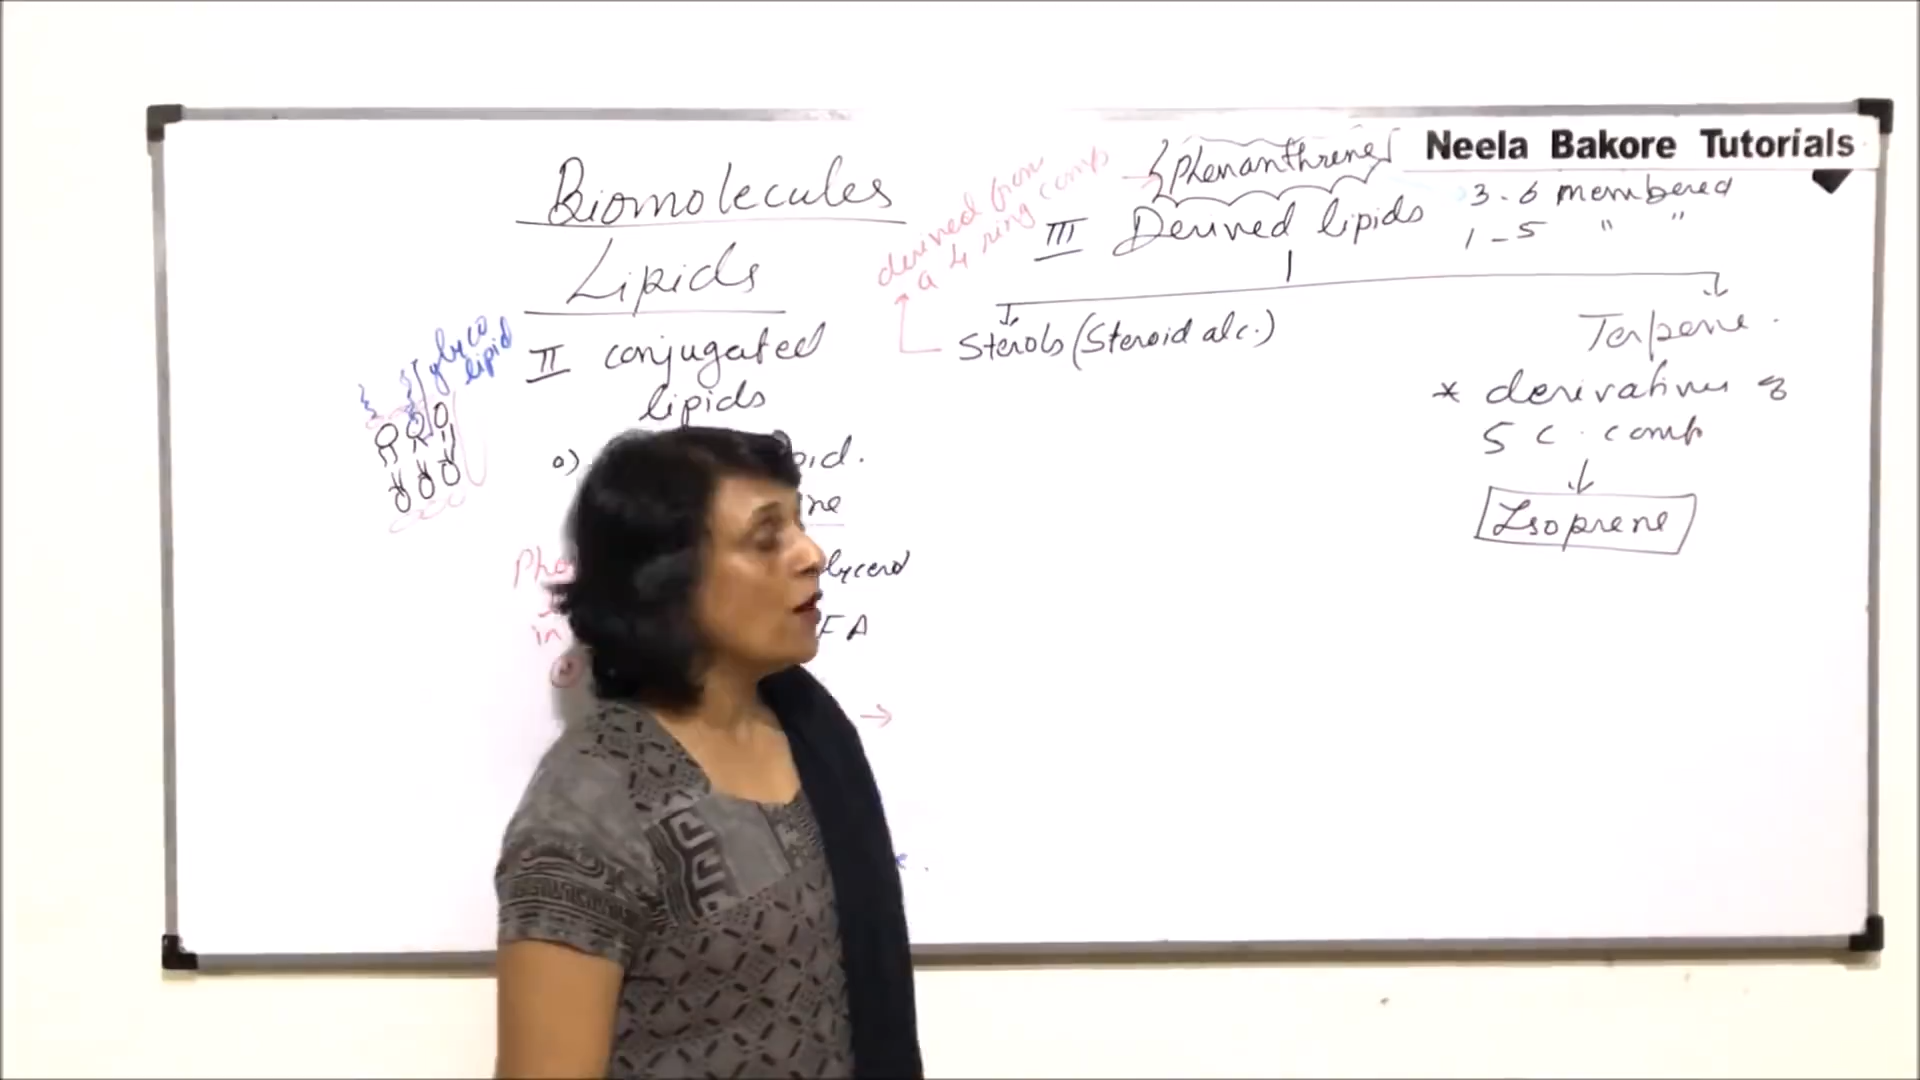 Neela Bakore Tutorials
Biomolecules
Lipids
II conjugated
lipids
glyco
lipid
a)
FA
derived from
a 4 ring comp
Phenanthrene
III Derived lipids
3-6 membered
1-5 " "
Sterols (Steroid alc.)
Terpene.
* derivatives of
5 C. comp
Isoprene